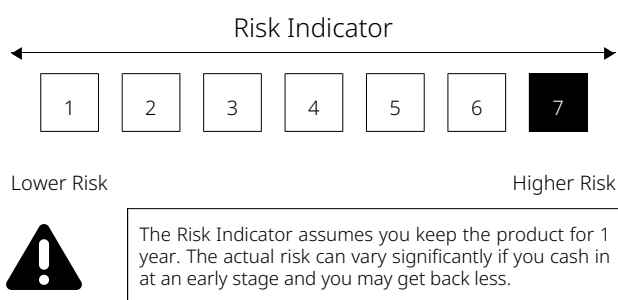 Risk Indicator
1 2 3 4 5 6 7
Lower Risk Higher Risk
The Risk Indicator assumes you keep the product for 1
year. The actual risk can vary significantly if you cash in
at an early stage and you may get back less.